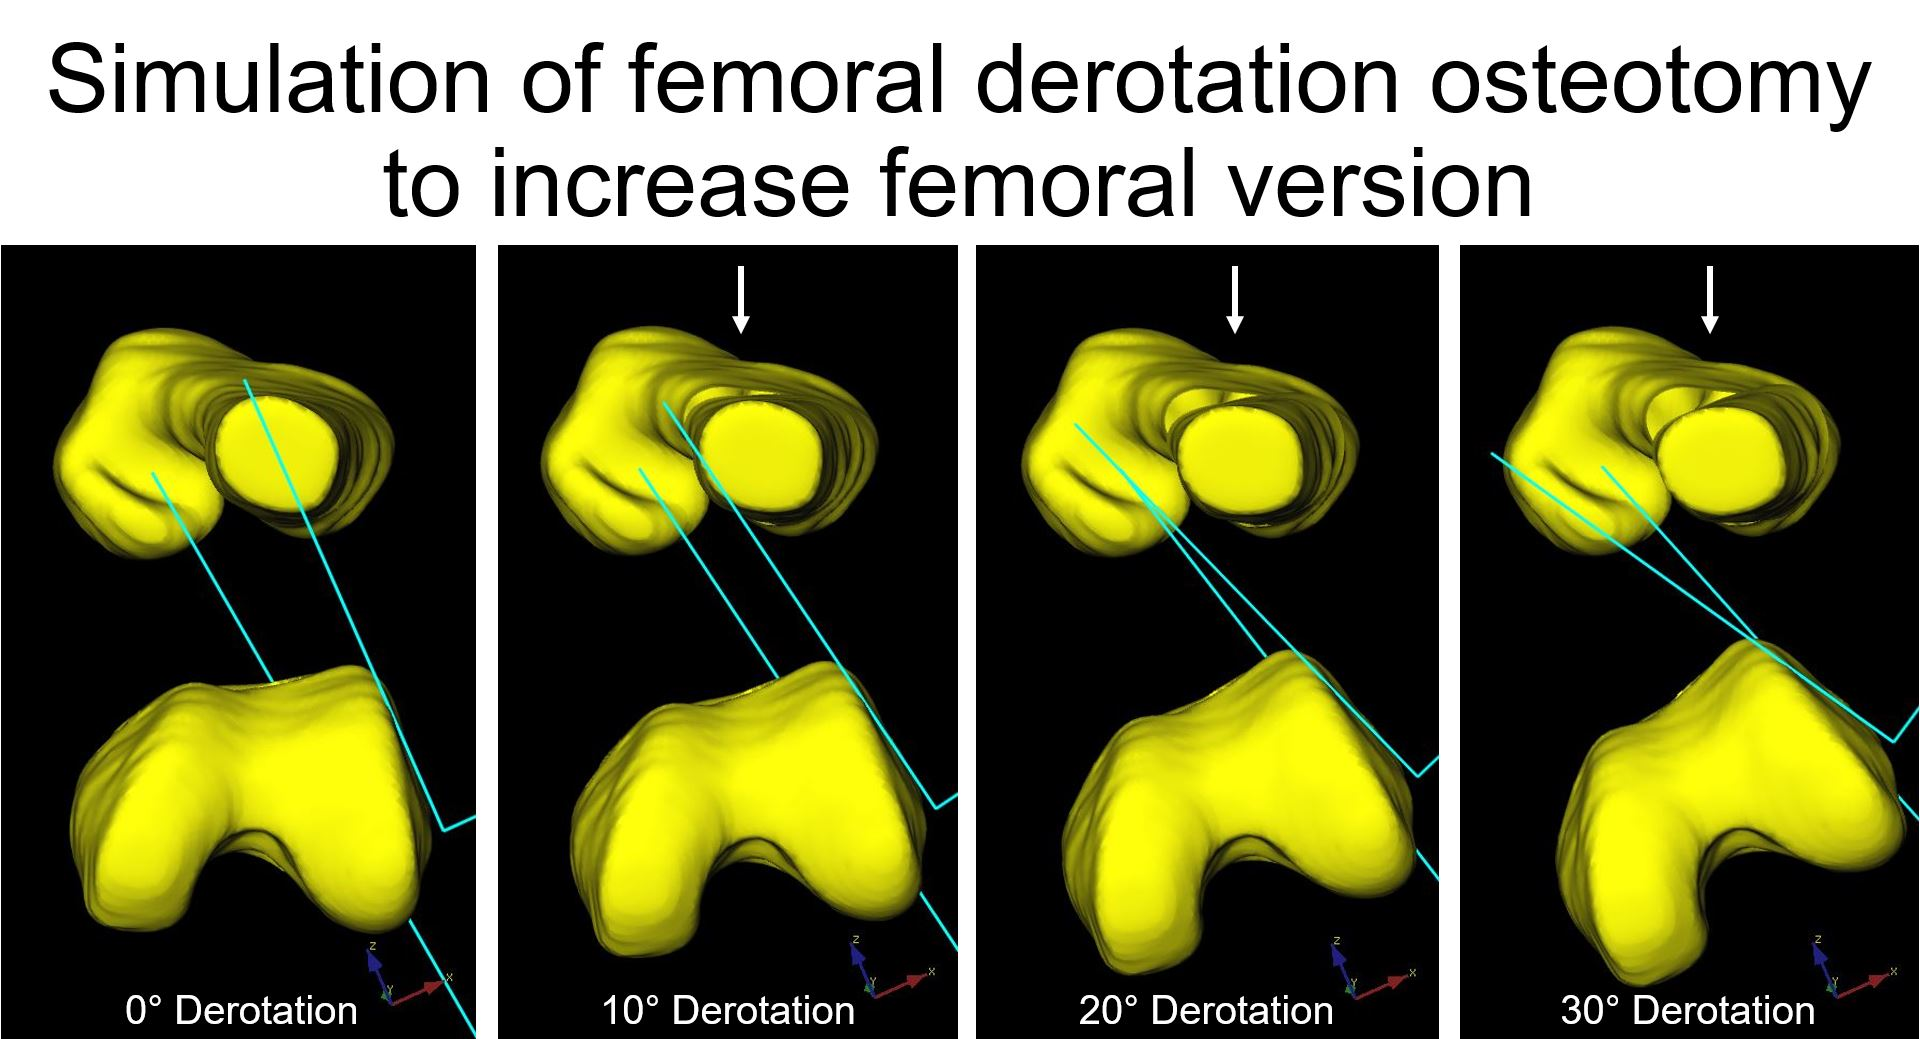 Simulation of femoral derotation osteotomy
to increase femoral version
Z
X
Y
0° Derotation
Z
X
Y
10° Derotation
Z
X
Y
20° Derotation
Z
X
Y
30° Derotation